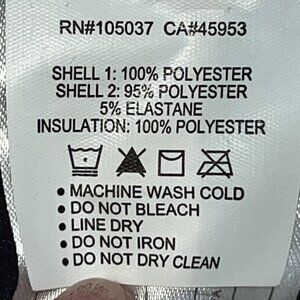 RN#105037 CA#45953
SHELL 1: 100% POLYESTER
SHELL 2: 95% POLYESTER
5% ELASTANE
INSULATION: 100% POLYESTER
• MACHINE WASH COLD
• DO NOT BLEACH
• LINE DRY
• DO NOT IRON
• DO NOT DRY CLEAN